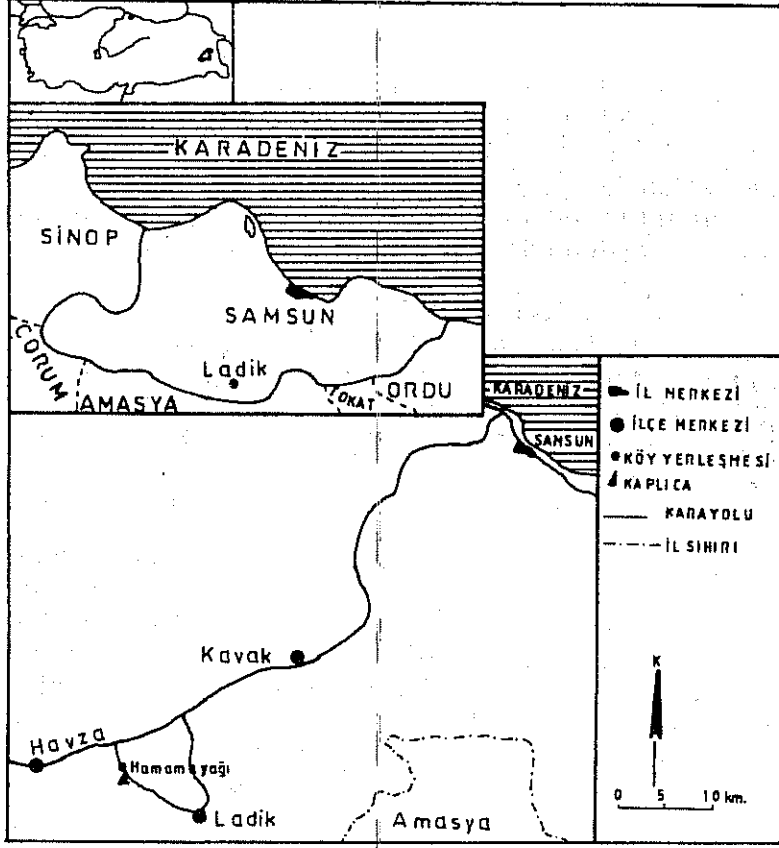 KARADENİZ
SİNOP
SAMSUN
ÇORUM
Ladik
AMASYA
OKAT
ORDU
KARADENİZ
SAMSUN
İL MERKEZİ
İLÇE MERKEZİ
KÖY YERLEŞMESİ
KAPLICA
KARAYOLU
İL SINIRI
Kavak
Havza
Hamamayağı
Ladik
Amasya
K
0 5 10 km.